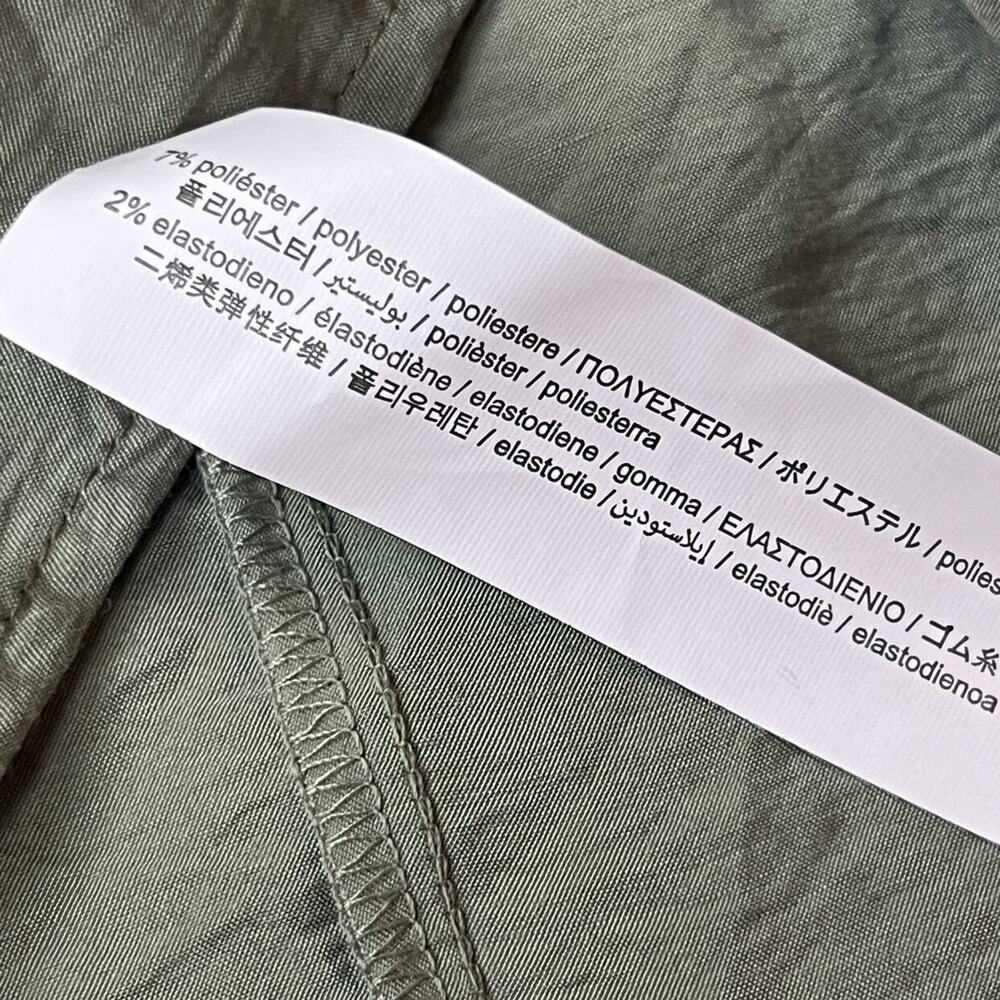 7% poliéster / polyester / poliestere / ΠΟΛΥΕΣΤΕΡΑΣ / ポリエステル /
폴리에스터 / بوليستير / polièster / poliesterra
2% elastodieno / élastodiène / elastodiene / gomma / ΕΛΑΣΤΟΔΙΕΝΙΟ / ゴム糸
二烯类弹性纤维 / 폴리우레탄 / elastodie / إيلاستودين / elastodiè / elastodienoa